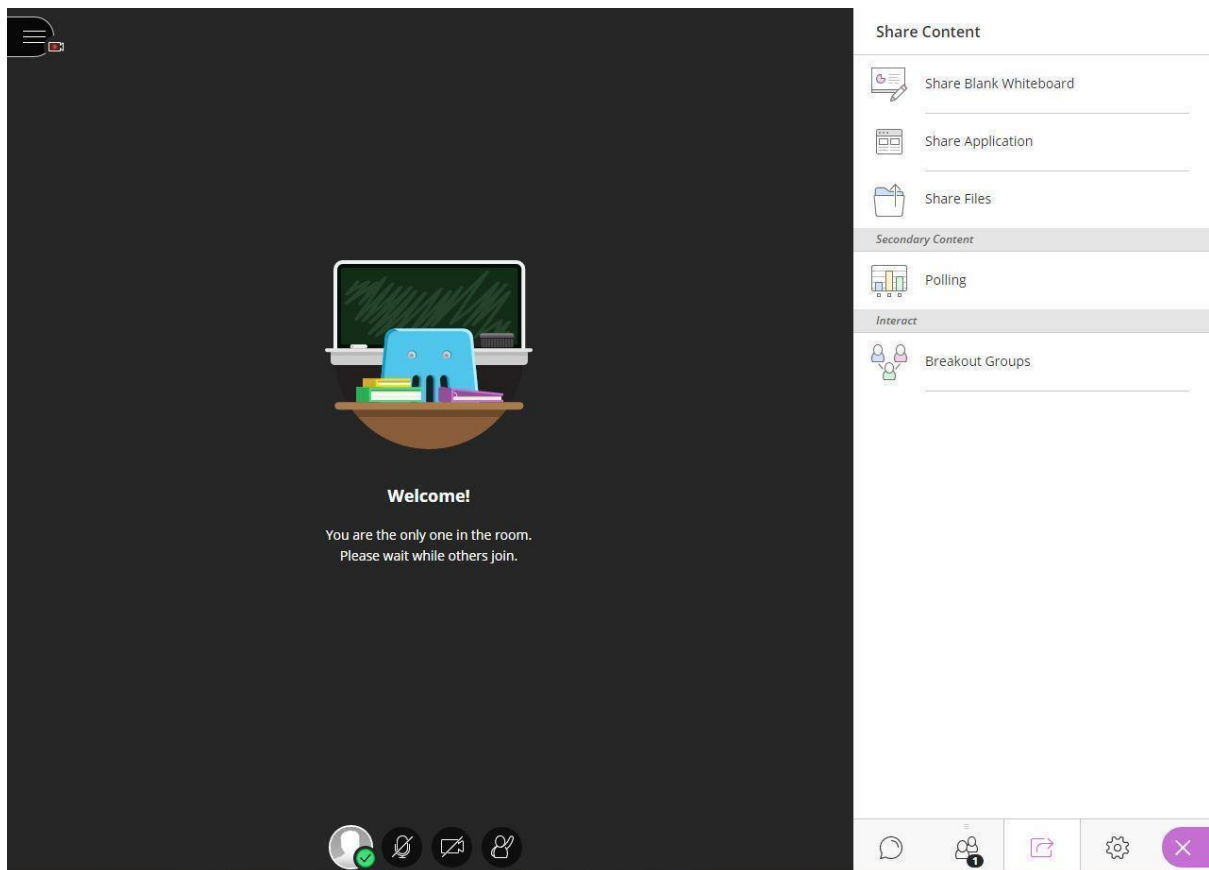 Welcome!
You are the only one in the room.
Please wait while others join.
Share Content
Share Blank Whiteboard
Share Application
Share Files
Secondary Content
Polling
Interact
Breakout Groups
1